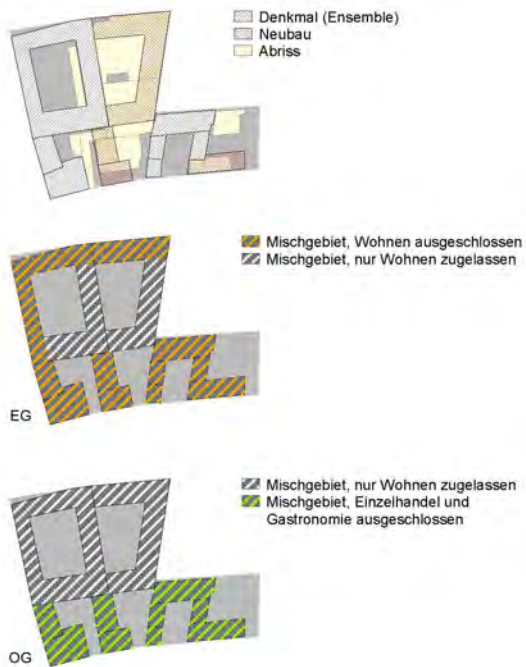 Denkmal (Ensemble)
Neubau
Abriss
Mischgebiet, Wohnen ausgeschlossen
Mischgebiet, nur Wohnen zugelassen
EG
Mischgebiet, nur Wohnen zugelassen
Mischgebiet, Einzelhandel und
Gastronomie ausgeschlossen
OG